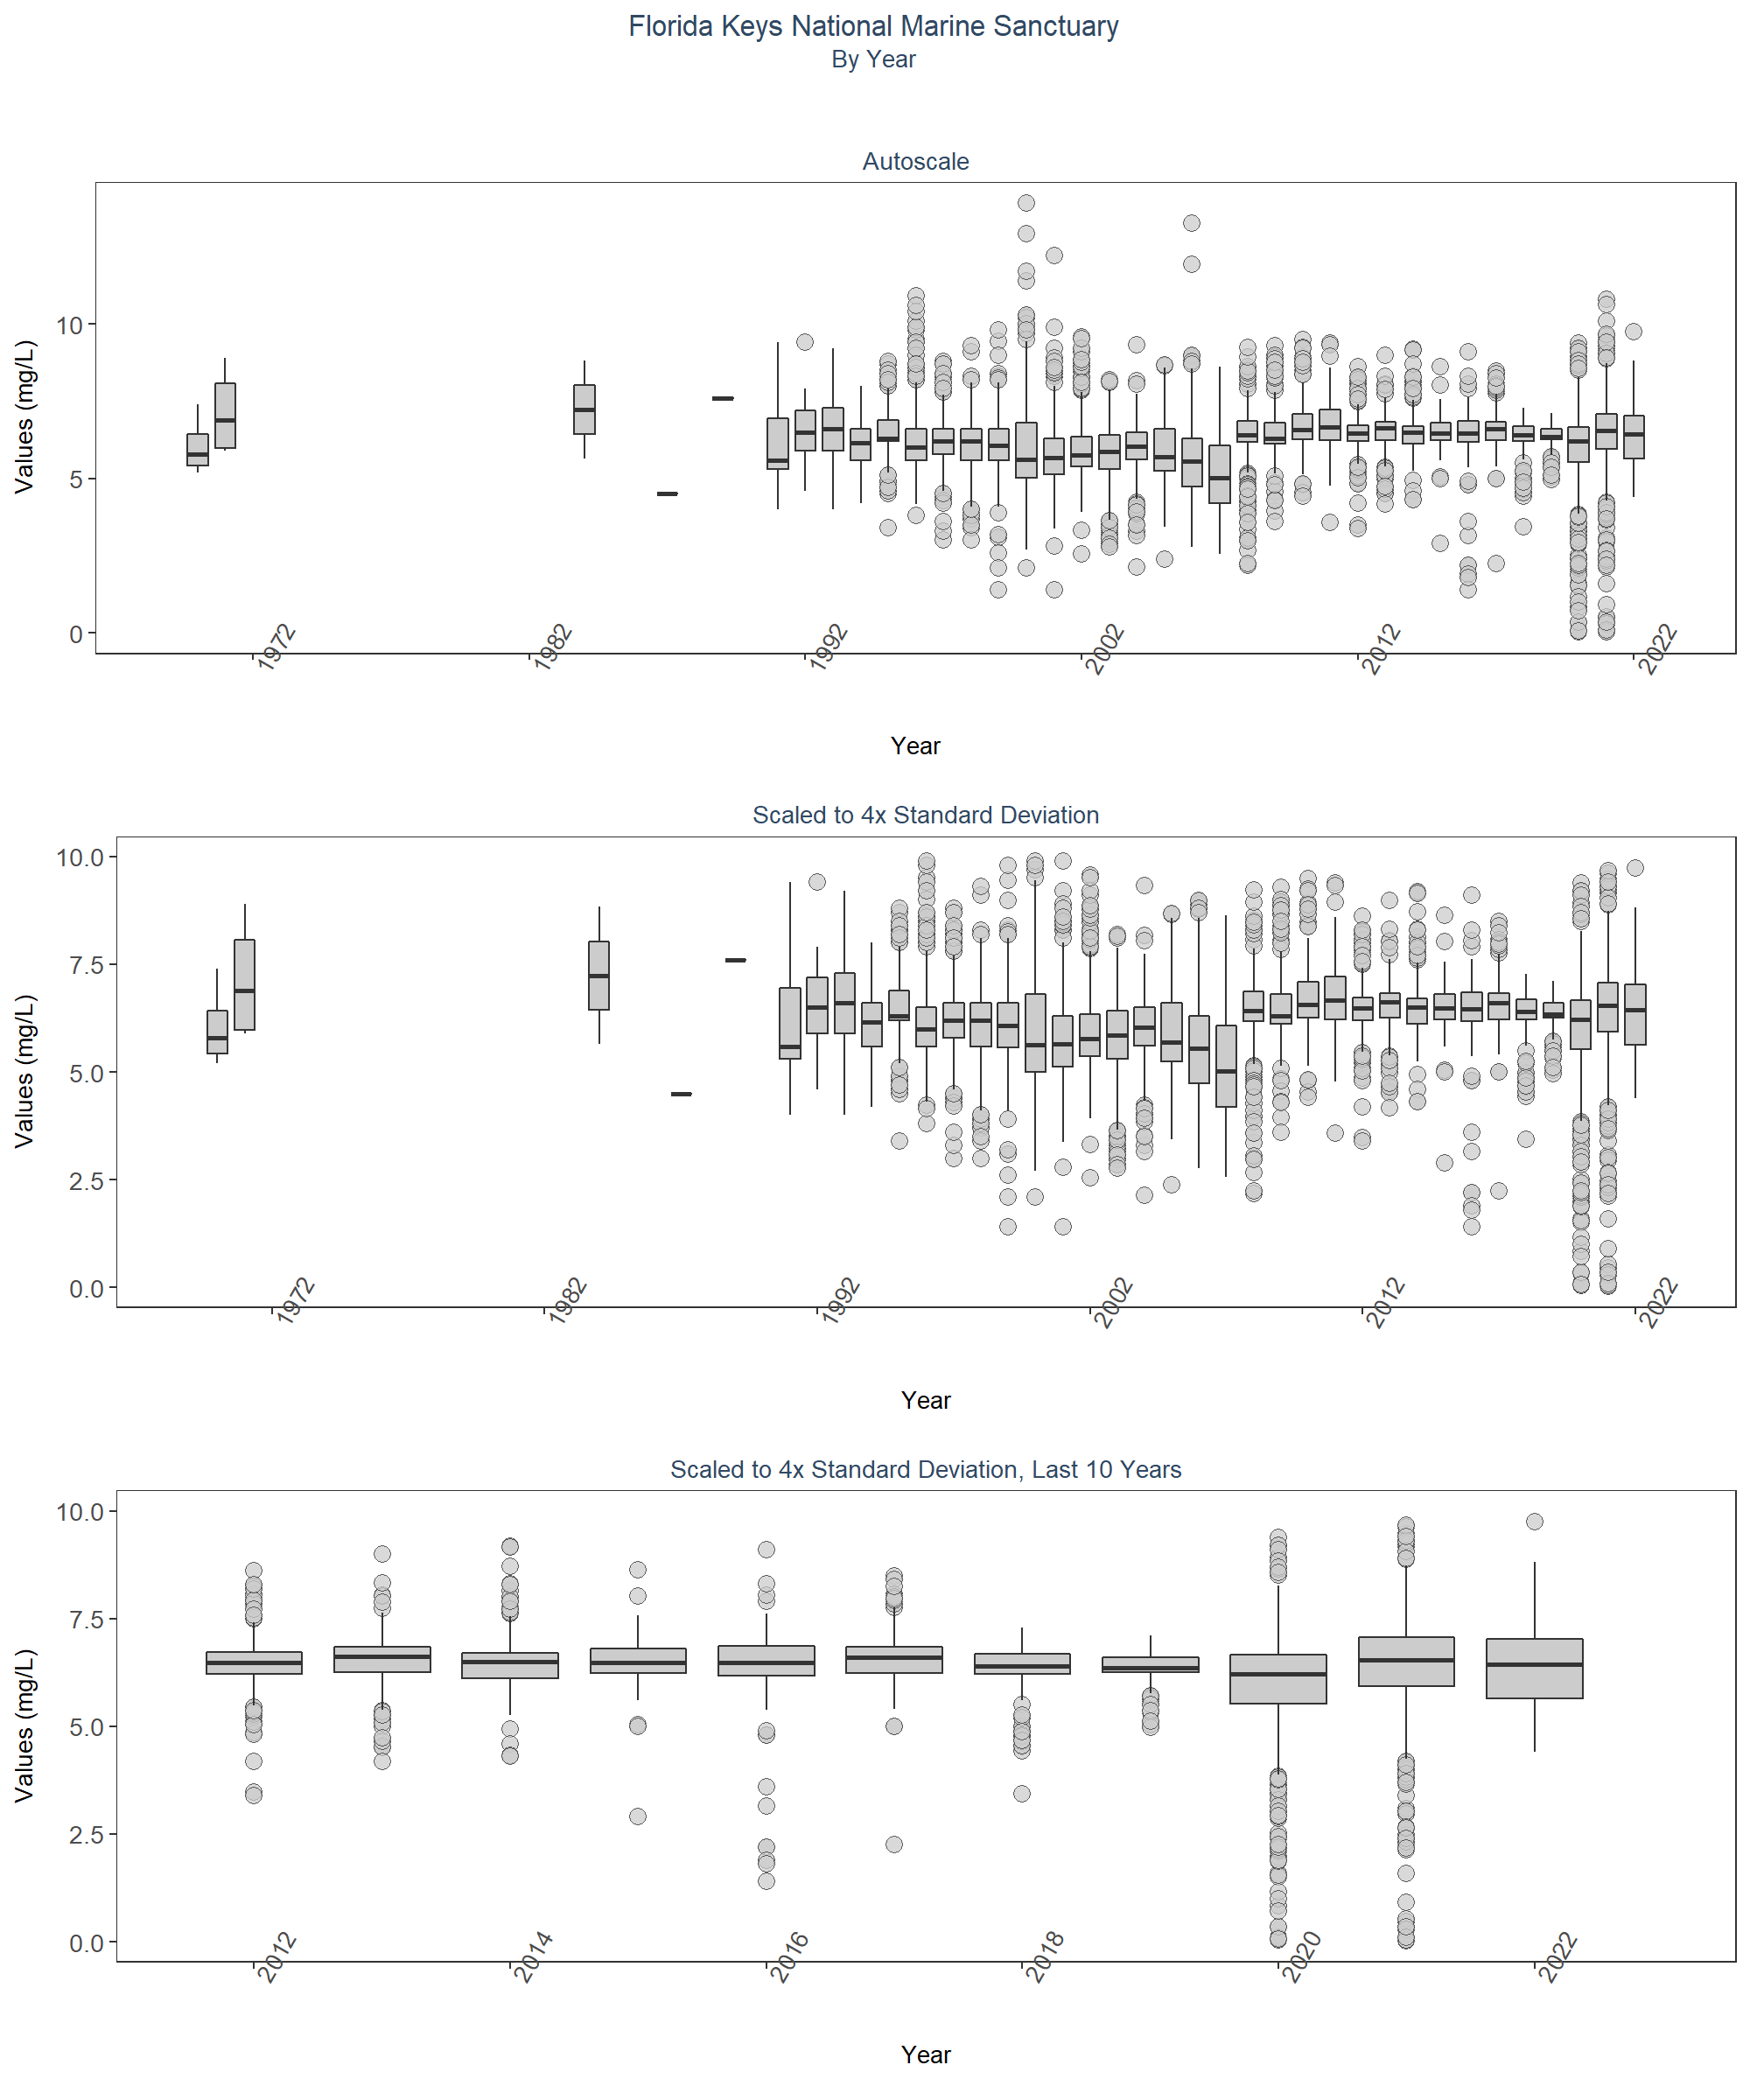 Florida Keys National Marine Sanctuary
By Year
Autoscale
Values (mg/L)
10
5
0
1972
1982
1992
2002
2012
2022
Year
Scaled to 4x Standard Deviation
Values (mg/L)
10.0
7.5
5.0
2.5
0.0
1972
1982
1992
2002
2012
2022
Year
Scaled to 4x Standard Deviation, Last 10 Years
Values (mg/L)
10.0
7.5
5.0
2.5
0.0
2012
2014
2016
2018
2020
2022
Year